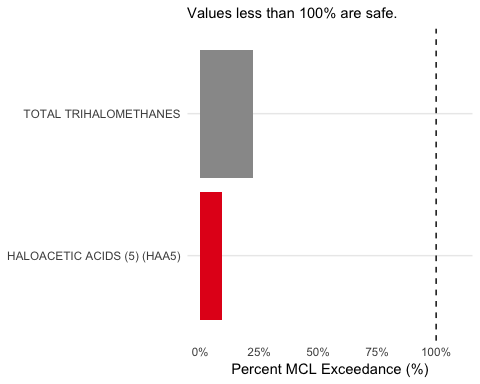 Values less than 100% are safe.
TOTAL TRIHALOMETHANES
HALOACETIC ACIDS (5) (HAA5)
0% 25% 50% 75% 100%
Percent MCL Exceedance (%)